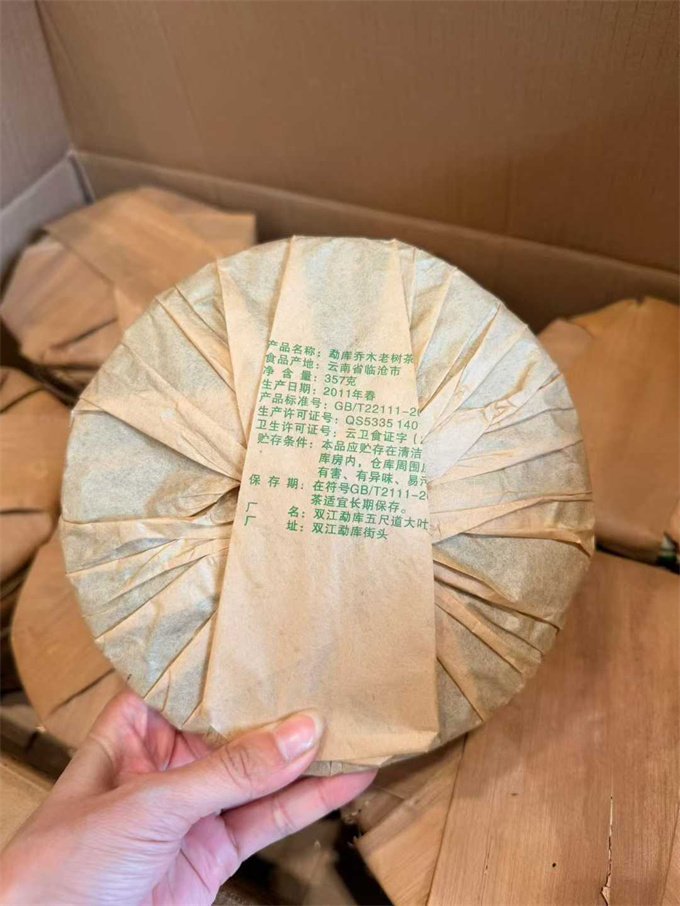 产品名称：勐库乔木老树茶
食品产地：云南省临沧市
净 含 量：357克
生产日期：2011年春
产品标准号：GB/T22111-20
生产许可证号：QS5335 140
卫生许可证号：云卫食证字（
贮存条件：本品应贮存在清洁
库房内，仓库周围
有害、有异味、易污
保 存 期：在符号GB/T2111-20
茶适宜长期保存。
厂 名：双江勐库五尺道大叶
厂 址：双江勐库街头